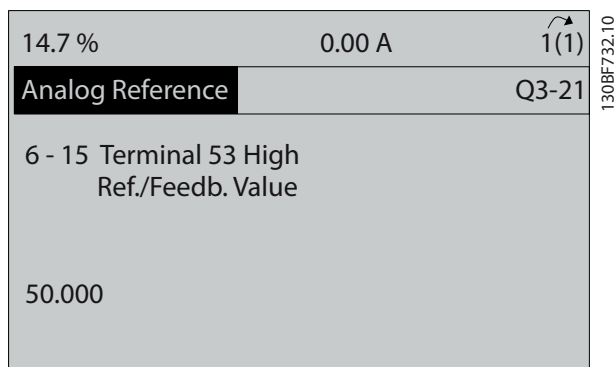 14.7 % 0.00 A 1(1)
Analog Reference Q3-21
6 - 15 Terminal 53 High
Ref./Feedb. Value
50.000
130BF732.10